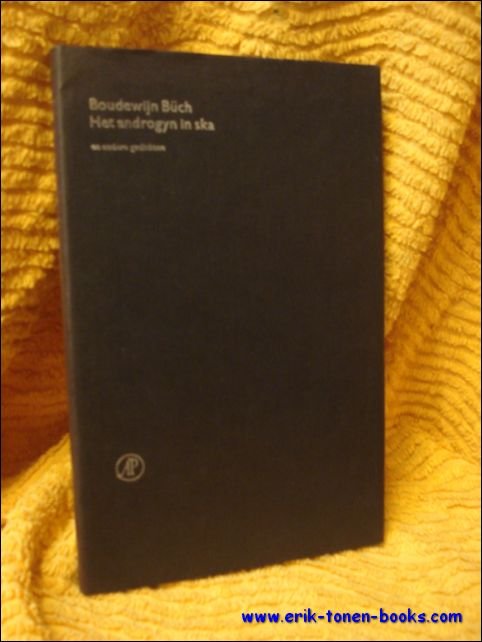 Boudewijn Büch
Het androgyn in ska
en andere gedichten
AP
www.erik-tonen-books.com